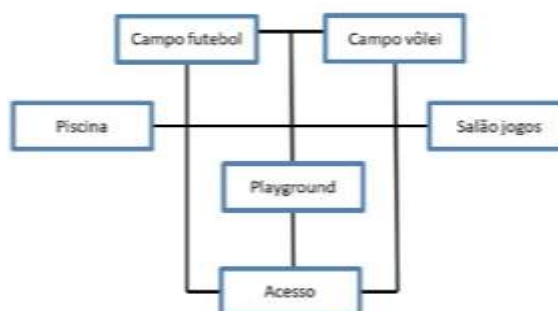 Campo futebol
Campo vôlei
Piscina
Salão jogos
Playground
Acesso